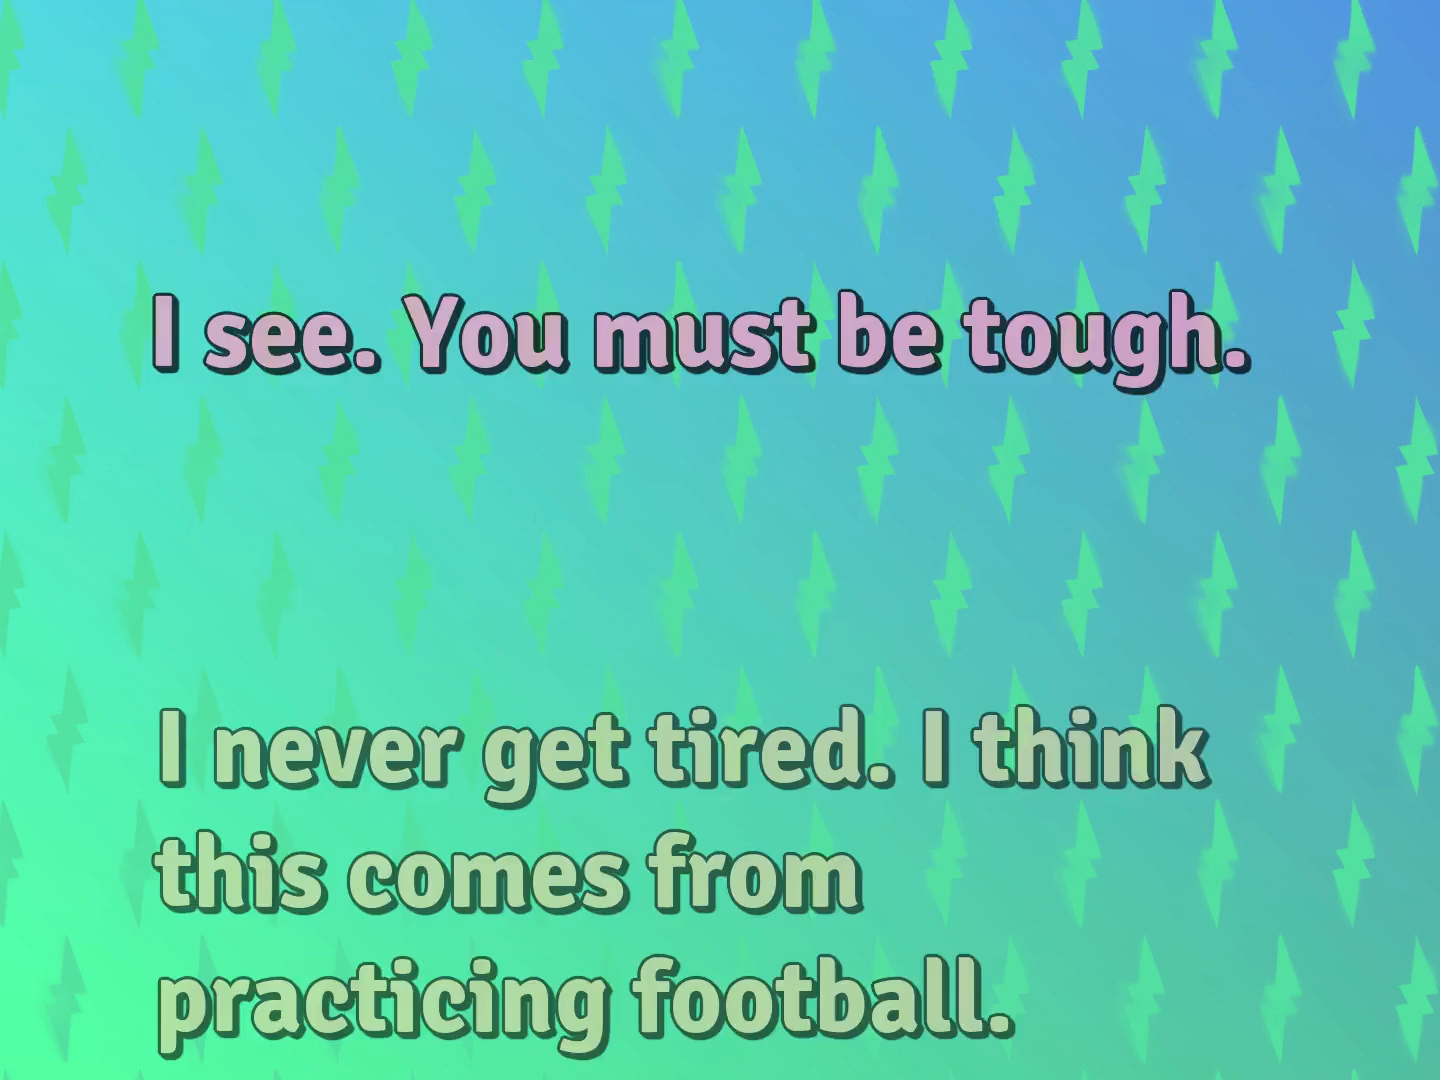 I see. You must be tough.
I never get tired. I think
this comes from
practicing football.